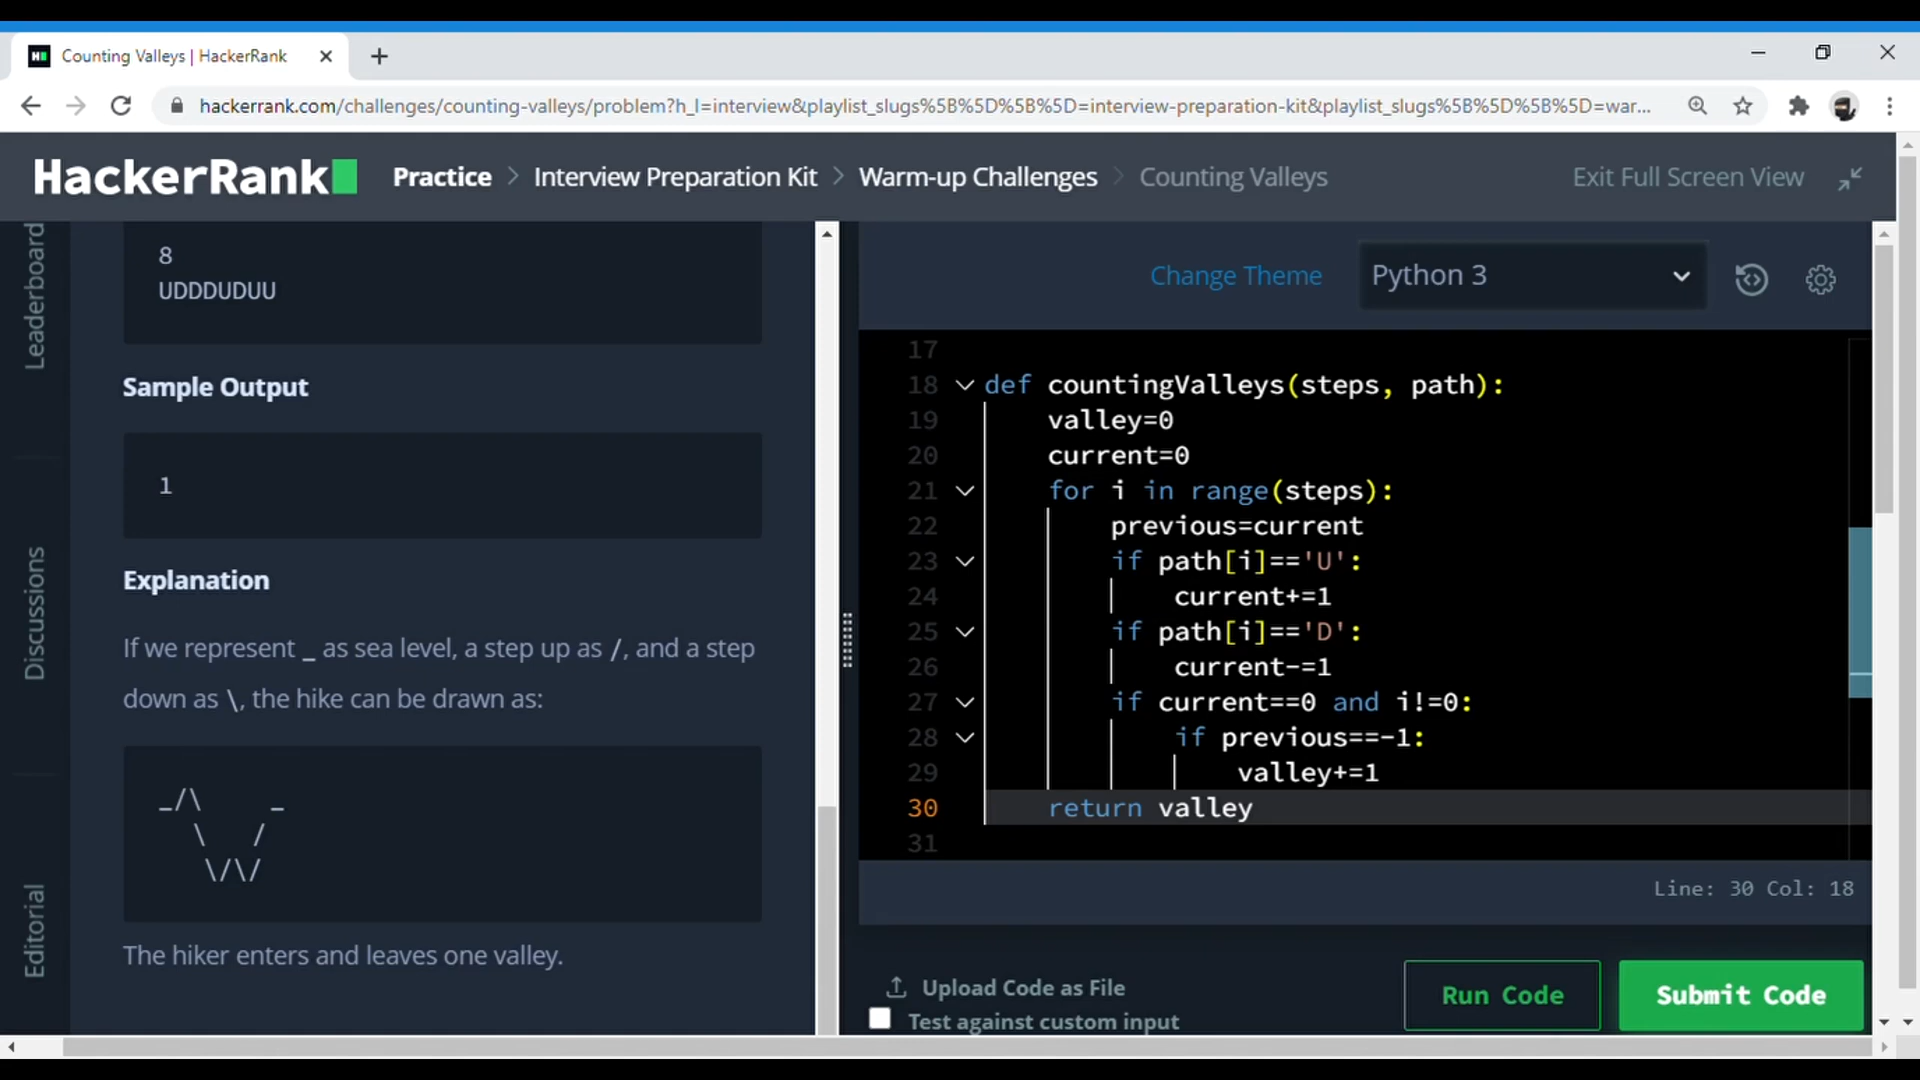 Counting Valleys | HackerRank
hackerrank.com/challenges/counting-valleys/problem?h_l=interview&playlist_slugs%5B%5D%5B%5D=interview-preparation-kit&playlist_slugs%5B%5D%5B%5D=war...
HackerRank Practice > Interview Preparation Kit > Warm-up Challenges > Counting Valleys Exit Full Screen View
Leaderboard
Discussions
Editorial
8
UDDDUDUU
Sample Output
1
Explanation
If we represent _ as sea level, a step up as /, and a step
down as \, the hike can be drawn as:
_/\      _
   \    /
    \/\/
The hiker enters and leaves one valley.
Change Theme Python 3
17
18 def countingValleys(steps, path):
19     valley=0
20     current=0
21     for i in range(steps):
22         previous=current
23         if path[i]=='U':
24             current+=1
25         if path[i]=='D':
26             current-=1
27         if current==0 and i!=0:
28             if previous==-1:
29                 valley+=1
30     return valley
31
Line: 30 Col: 18
Upload Code as File
Test against custom input
Run Code
Submit Code